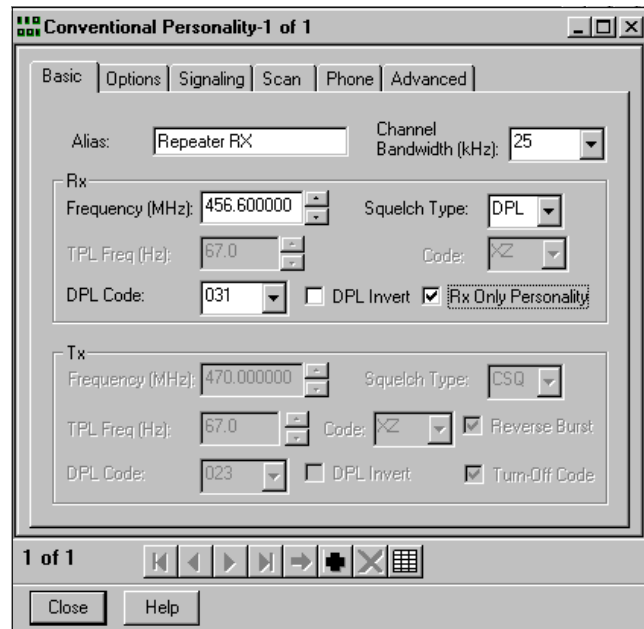 Conventional Personality-1 of 1
Basic Options Signaling Scan Phone Advanced
Alias: Repeater RX Channel Bandwidth (kHz): 25
Rx
Frequency (MHz): 456.600000 Squelch Type: DPL
TPL Freq (Hz): 67.0 Code: XZ
DPL Code: 031 DPL Invert Rx Only Personality
Tx
Frequency (MHz): 470.000000 Squelch Type: CSQ
TPL Freq (Hz): 67.0 Code: XZ Reverse Burst
DPL Code: 023 DPL Invert Turn-Off Code
1 of 1
Close Help